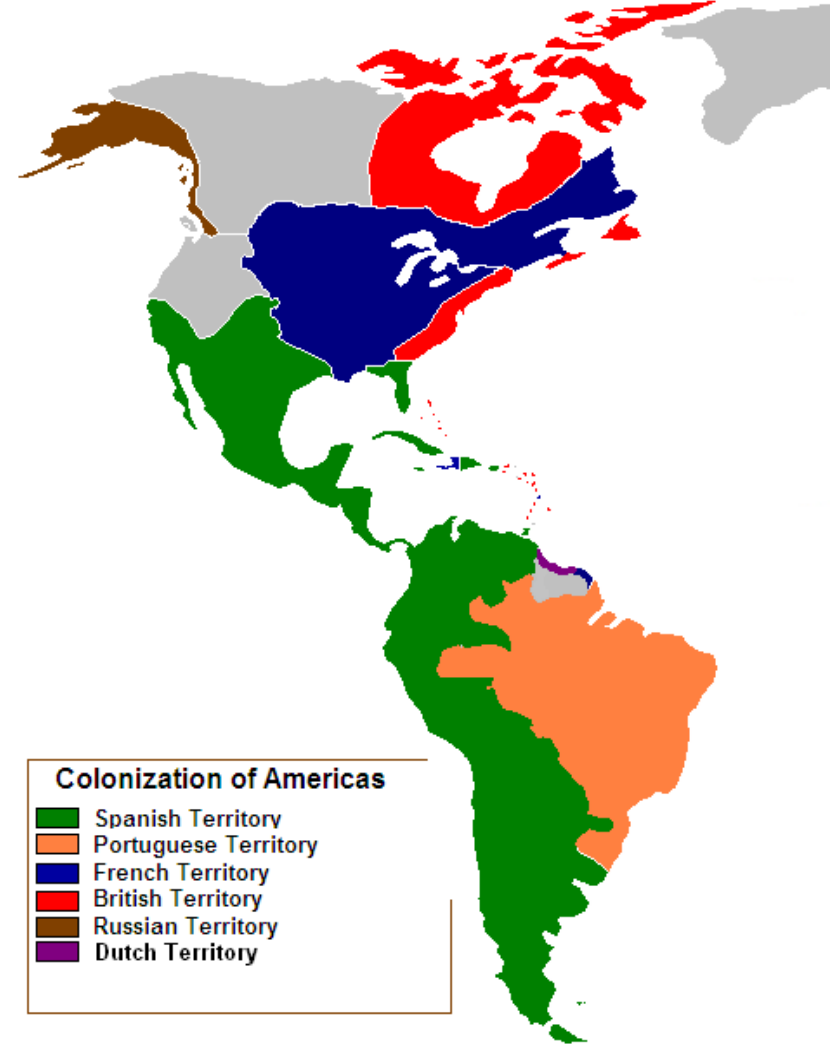 Colonization of Americas
Spanish Territory
Portuguese Territory
French Territory
British Territory
Russian Territory
Dutch Territory